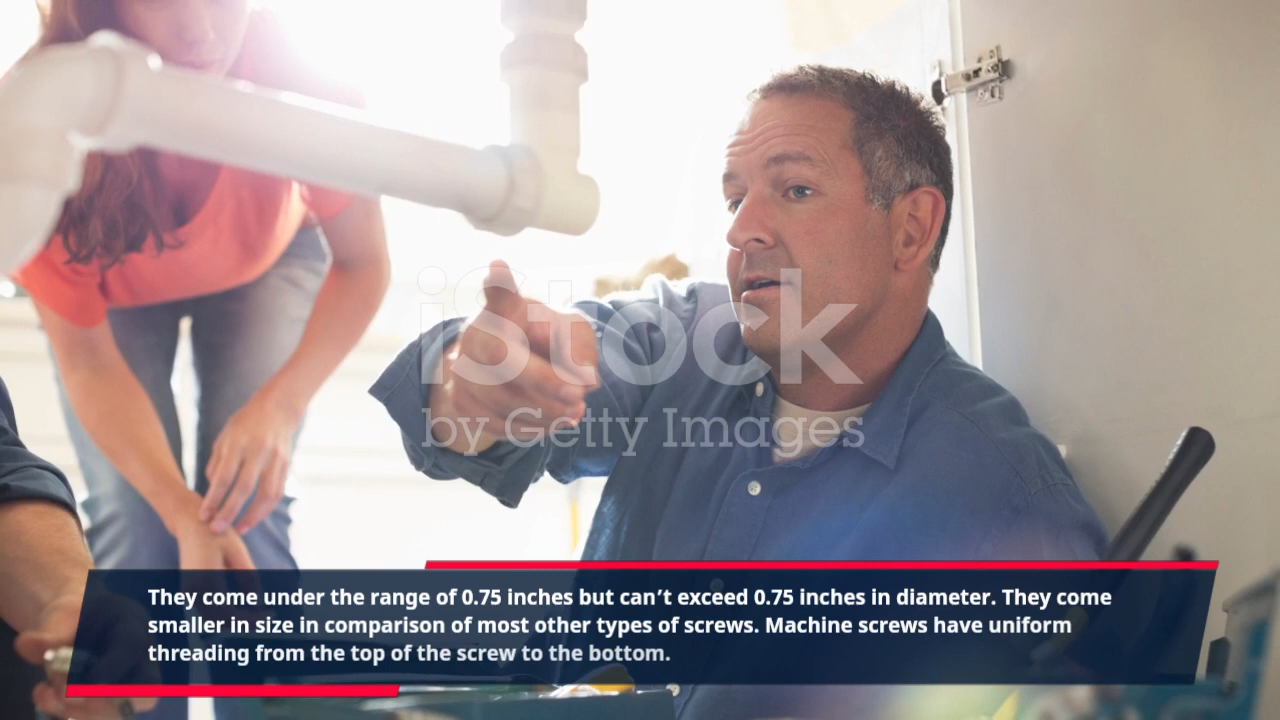 iStock
by Getty Images
They come under the range of 0.75 inches but can't exceed 0.75 inches in diameter. They come
smaller in size in comparison of most other types of screws. Machine screws have uniform
threading from the top of the screw to the bottom.